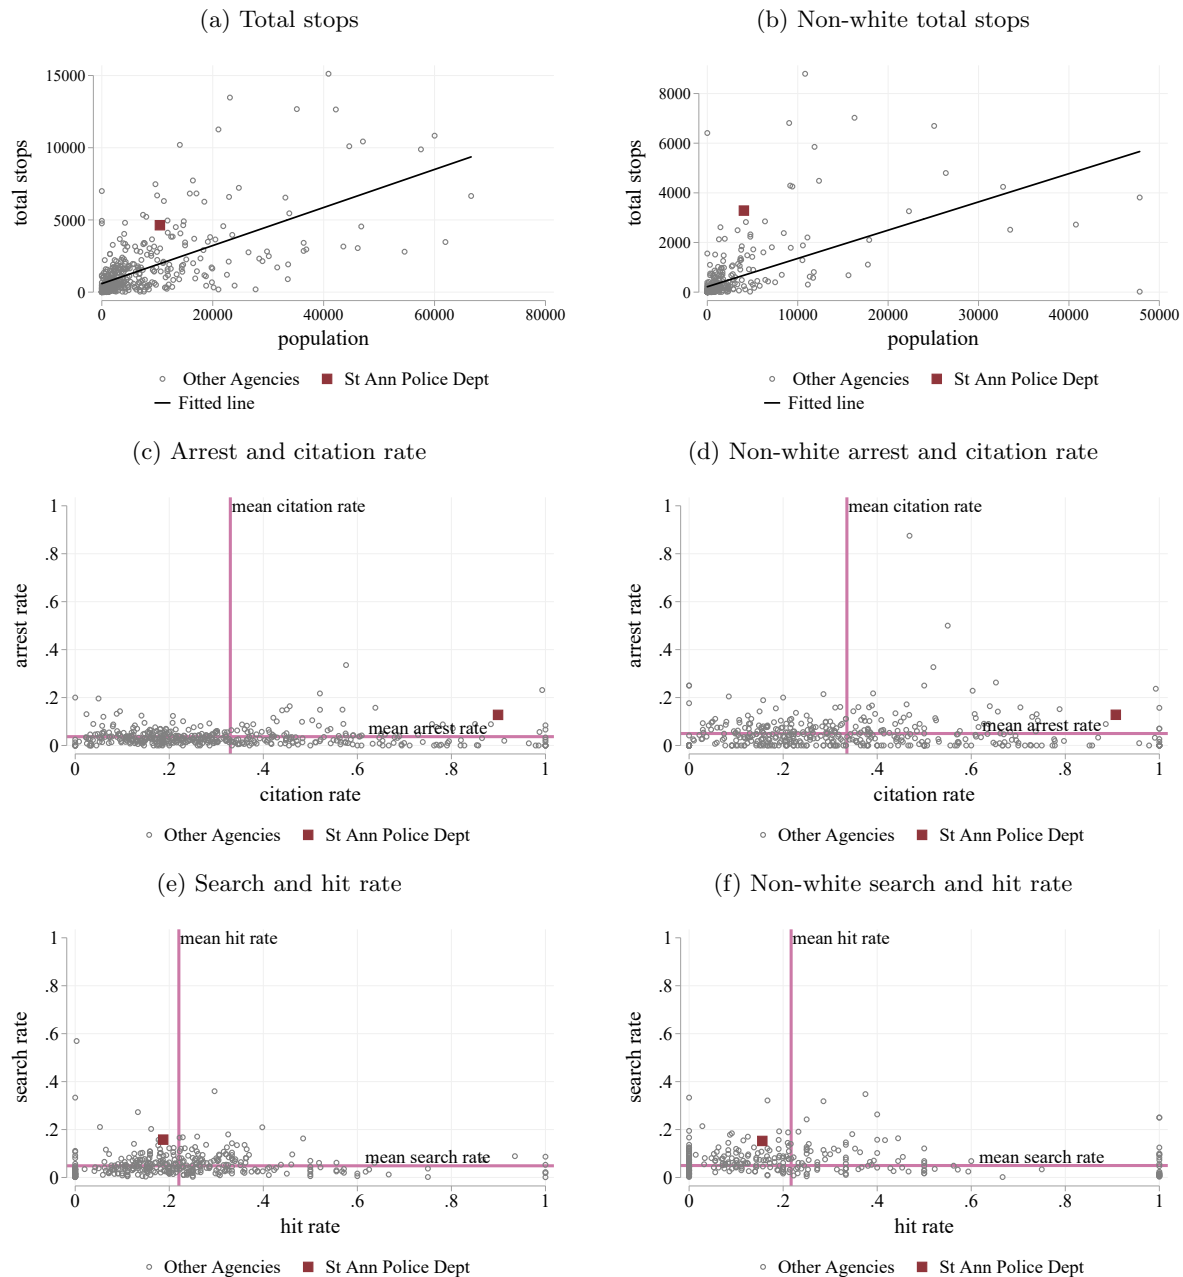 (a) Total stops
(b) Non-white total stops
total stops
15000
10000
5000
0
0
20000
40000
60000
80000
population
Other Agencies
St Ann Police Dept
Fitted line
total stops
8000
6000
4000
2000
0
0
10000
20000
30000
40000
50000
population
Other Agencies
St Ann Police Dept
Fitted line
(c) Arrest and citation rate
(d) Non-white arrest and citation rate
arrest rate
1
.8
.6
.4
.2
0
mean citation rate
mean arrest rate
0
.2
.4
.6
.8
1
citation rate
Other Agencies
St Ann Police Dept
arrest rate
1
.8
.6
.4
.2
0
mean citation rate
mean arrest rate
0
.2
.4
.6
.8
1
citation rate
Other Agencies
St Ann Police Dept
(e) Search and hit rate
(f) Non-white search and hit rate
search rate
1
.8
.6
.4
.2
0
mean hit rate
mean search rate
0
.2
.4
.6
.8
1
hit rate
Other Agencies
St Ann Police Dept
search rate
1
.8
.6
.4
.2
0
mean hit rate
mean search rate
0
.2
.4
.6
.8
1
hit rate
Other Agencies
St Ann Police Dept